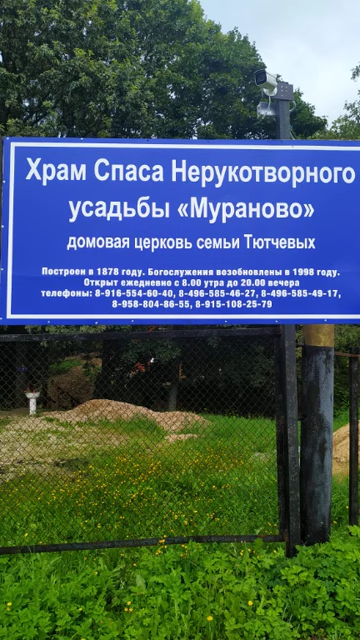 Храм Спаса Нерукотворного
усадьбы «Мураново»
домовая церковь семьи Тютчевых
Построен в 1878 году. Богослужения возобновлены в 1998 году.
Открыт ежедневно с 8.00 утра до 20.00 вечера
телефоны: 8-916-554-60-40, 8-496-585-46-27, 8-496-585-49-17,
8-958-804-86-55, 8-915-108-25-79